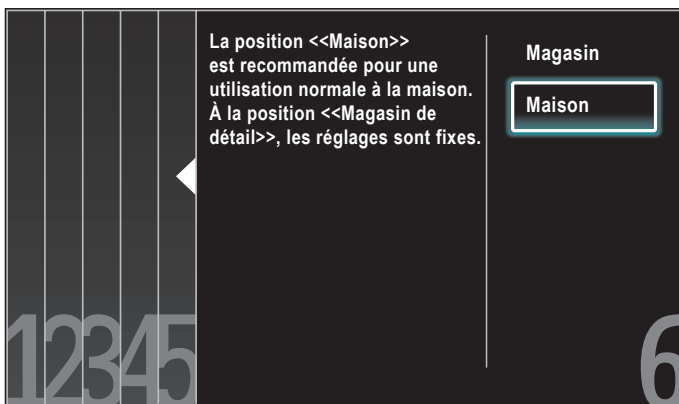 La position <<Maison>>
est recommandée pour une
utilisation normale à la maison.
À la position <<Magasin de
détail>>, les réglages sont fixes.
Magasin
Maison
12345
6